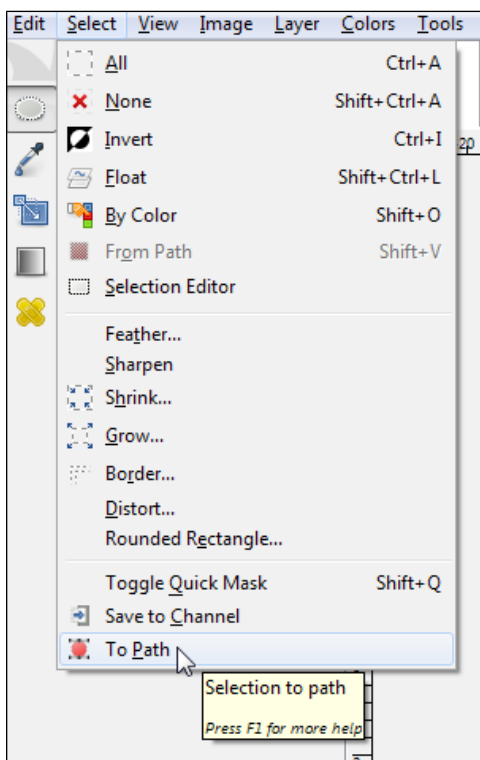 Edit Select View Image Layer Colors Tools
All Ctrl+A
None Shift+Ctrl+A
Invert Ctrl+I
Float Shift+Ctrl+L
By Color Shift+O
From Path Shift+V
Selection Editor
Feather...
Sharpen
Shrink...
Grow...
Border...
Distort...
Rounded Rectangle...
Toggle Quick Mask Shift+Q
Save to Channel
To Path
Selection to path
Press F1 for more help